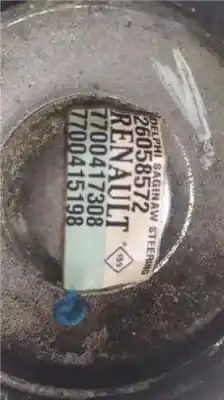 DELPHI SAGINAW STEERING
26058572
RENAULT
7700417308
7700415198